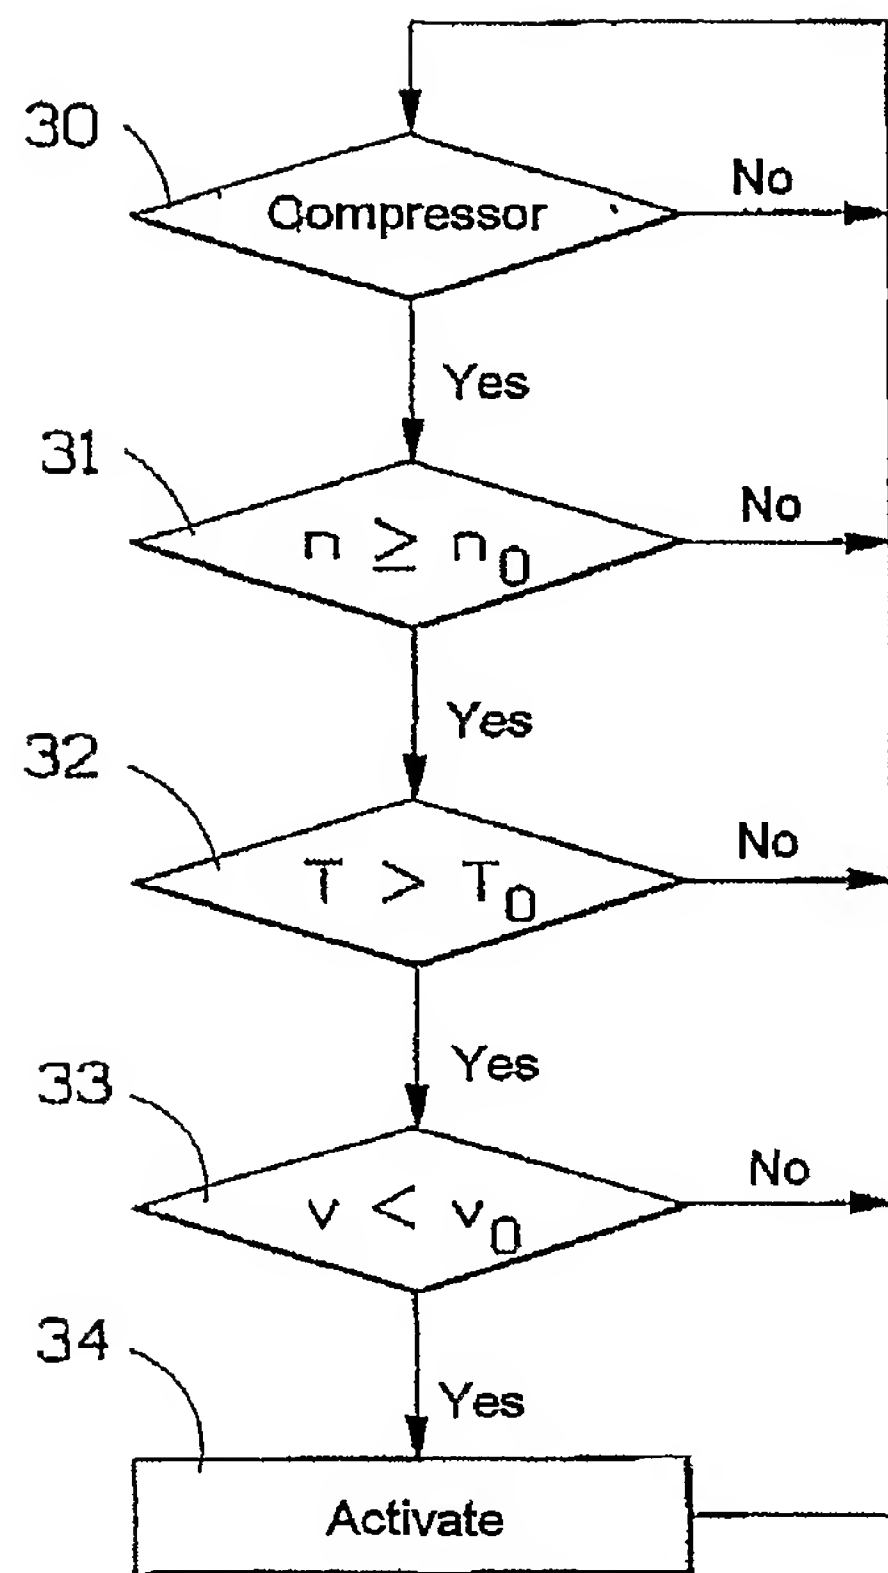 30
Compressor
No
Yes
31
n ≥ n₀
No
Yes
32
T > T₀
No
Yes
33
v < v₀
No
Yes
34
Activate